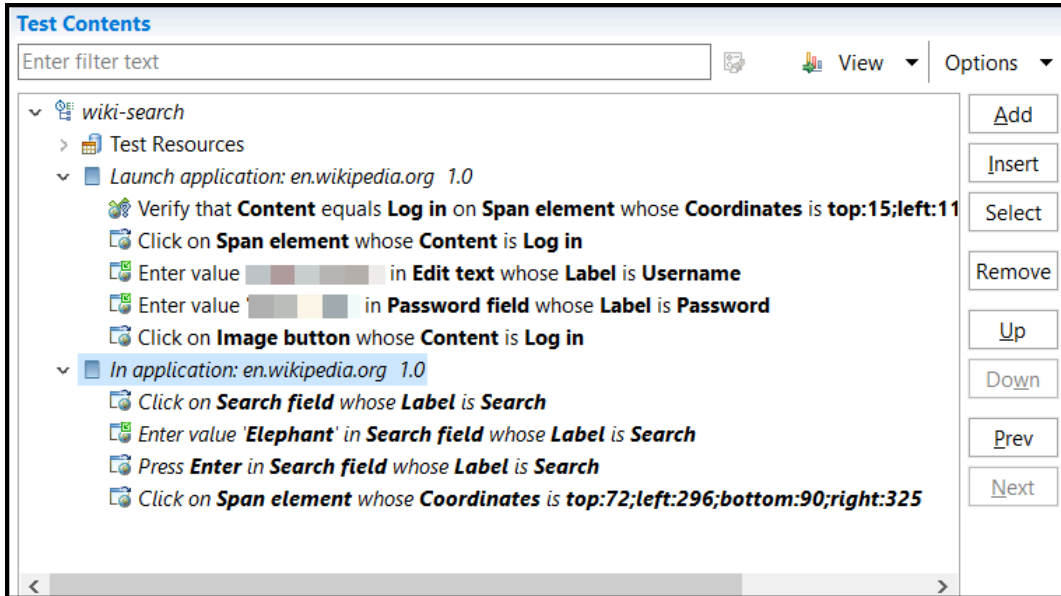 Test Contents
Enter filter text
View
Options
wiki-search
Test Resources
Launch application: en.wikipedia.org 1.0
Verify that Content equals Log in on Span element whose Coordinates is top:15;left:11
Click on Span element whose Content is Log in
Enter value in Edit text whose Label is Username
Enter value ' in Password field whose Label is Password
Click on Image button whose Content is Log in
In application: en.wikipedia.org 1.0
Click on Search field whose Label is Search
Enter value 'Elephant' in Search field whose Label is Search
Press Enter in Search field whose Label is Search
Click on Span element whose Coordinates is top:72;left:296;bottom:90;right:325
Add
Insert
Select
Remove
Up
Down
Prev
Next